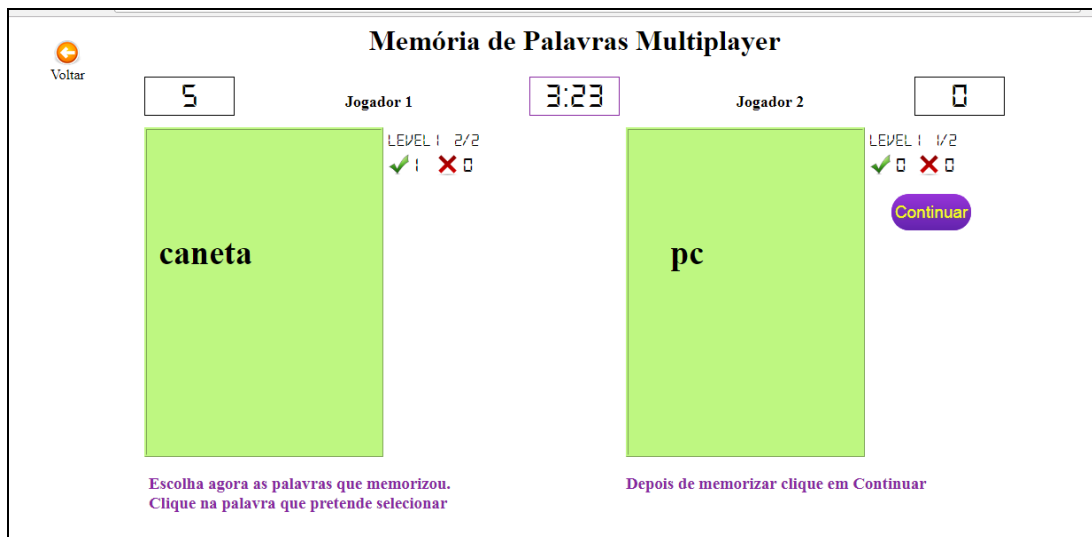 Memória de Palavras Multiplayer
Voltar
5
Jogador 1
3:23
Jogador 2
0
LEVEL 1 2/2
1 0
caneta
LEVEL 1 1/2
0 0
Continuar
pc
Escolha agora as palavras que memorizou.
Clique na palavra que pretende selecionar
Depois de memorizar clique em Continuar